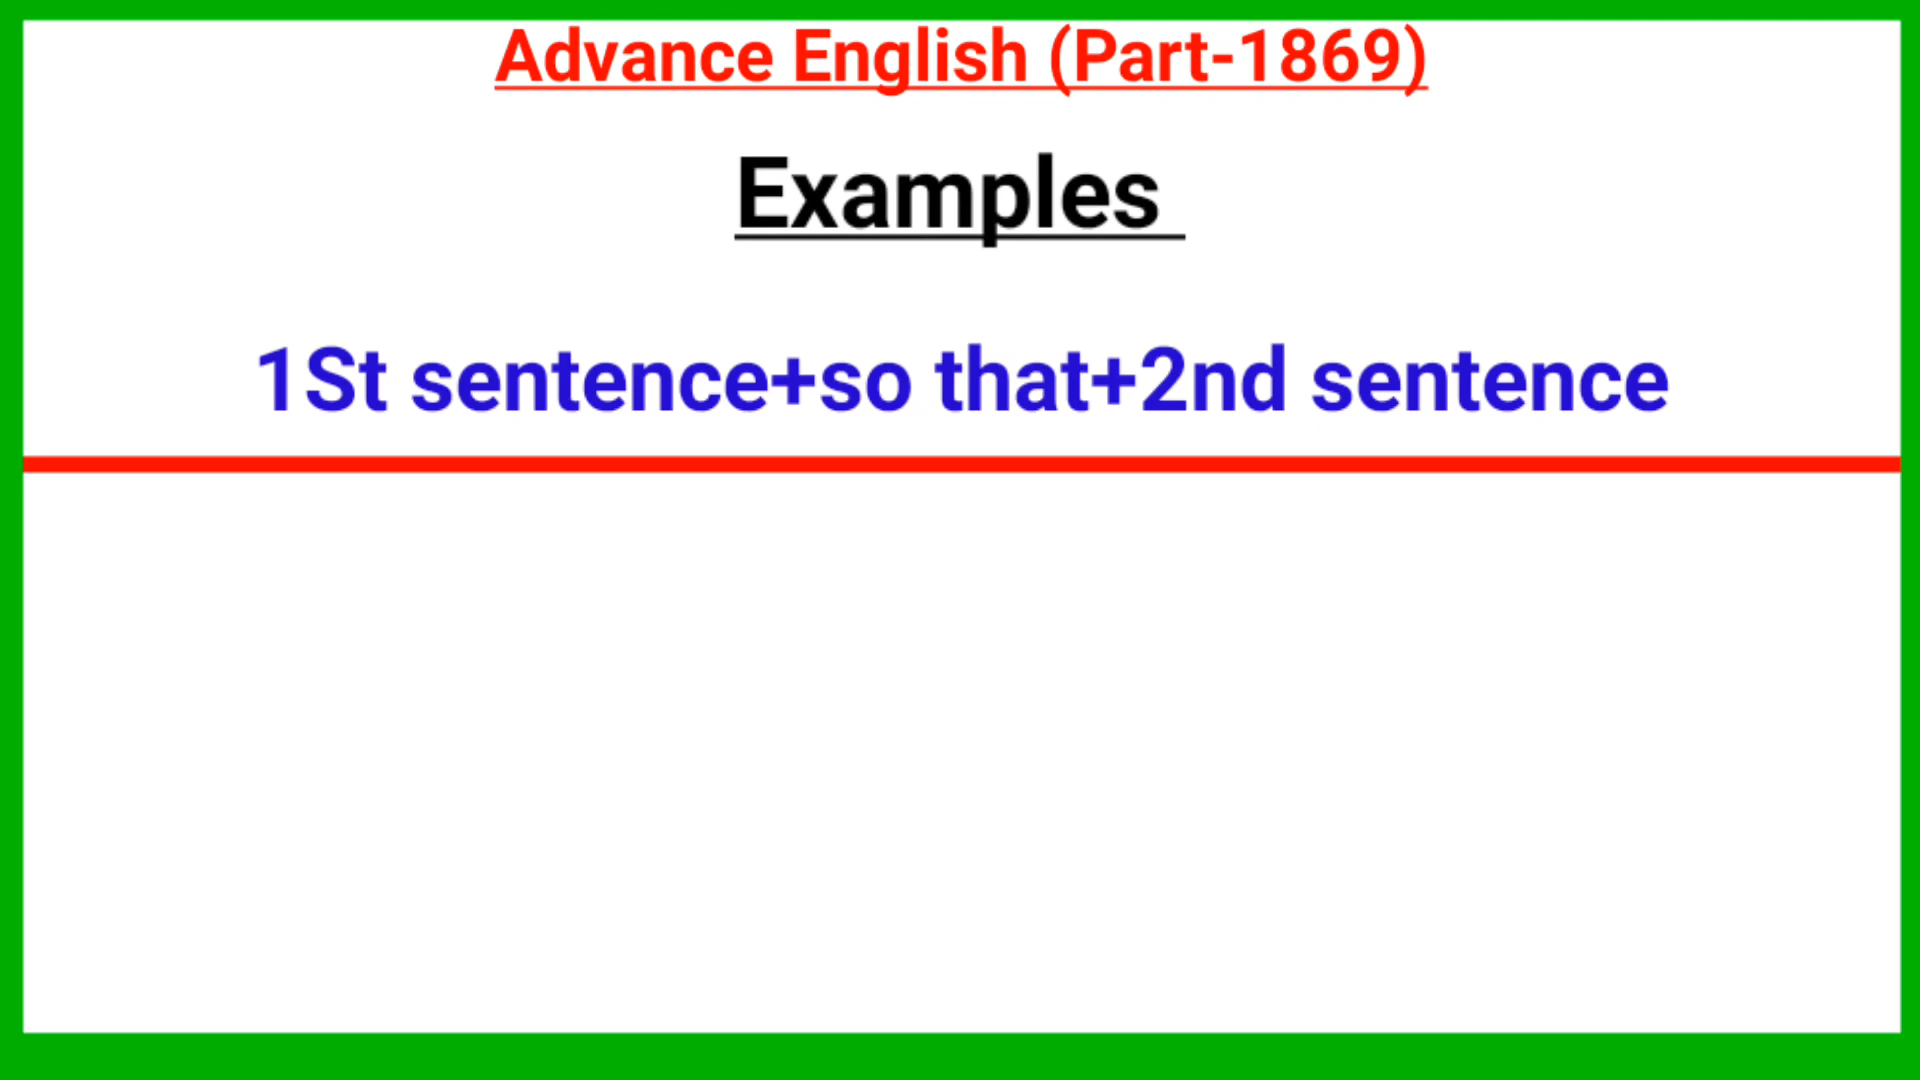 Advance English (Part-1869)
Examples
1St sentence+so that+2nd sentence